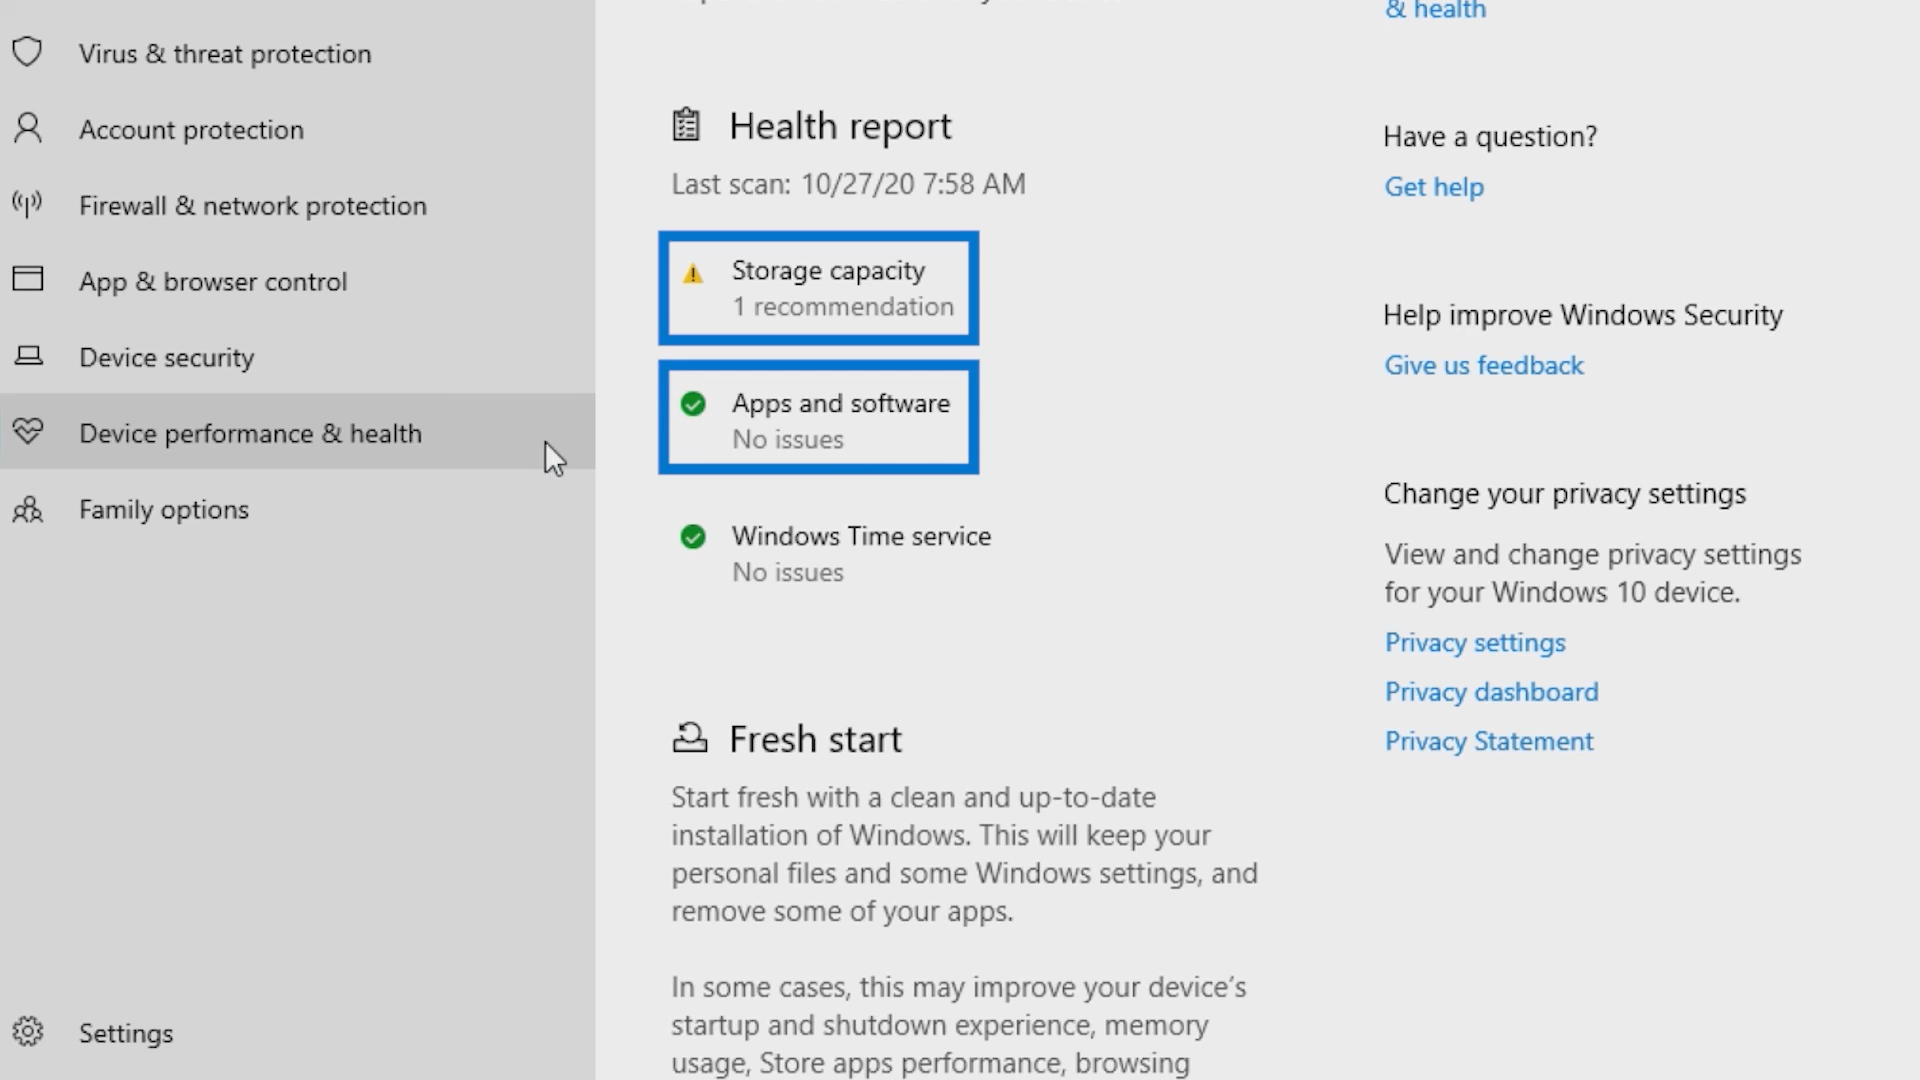 Virus & threat protection
Account protection
Firewall & network protection
App & browser control
Device security
Device performance & health
Family options
Settings
Health report
Last scan: 10/27/20 7:58 AM
Storage capacity
1 recommendation
Apps and software
No issues
Windows Time service
No issues
Fresh start
Start fresh with a clean and up-to-date
installation of Windows. This will keep your
personal files and some Windows settings, and
remove some of your apps.
In some cases, this may improve your device’s
startup and shutdown experience, memory
usage, Store apps performance, browsing
& health
Have a question?
Get help
Help improve Windows Security
Give us feedback
Change your privacy settings
View and change privacy settings
for your Windows 10 device.
Privacy settings
Privacy dashboard
Privacy Statement